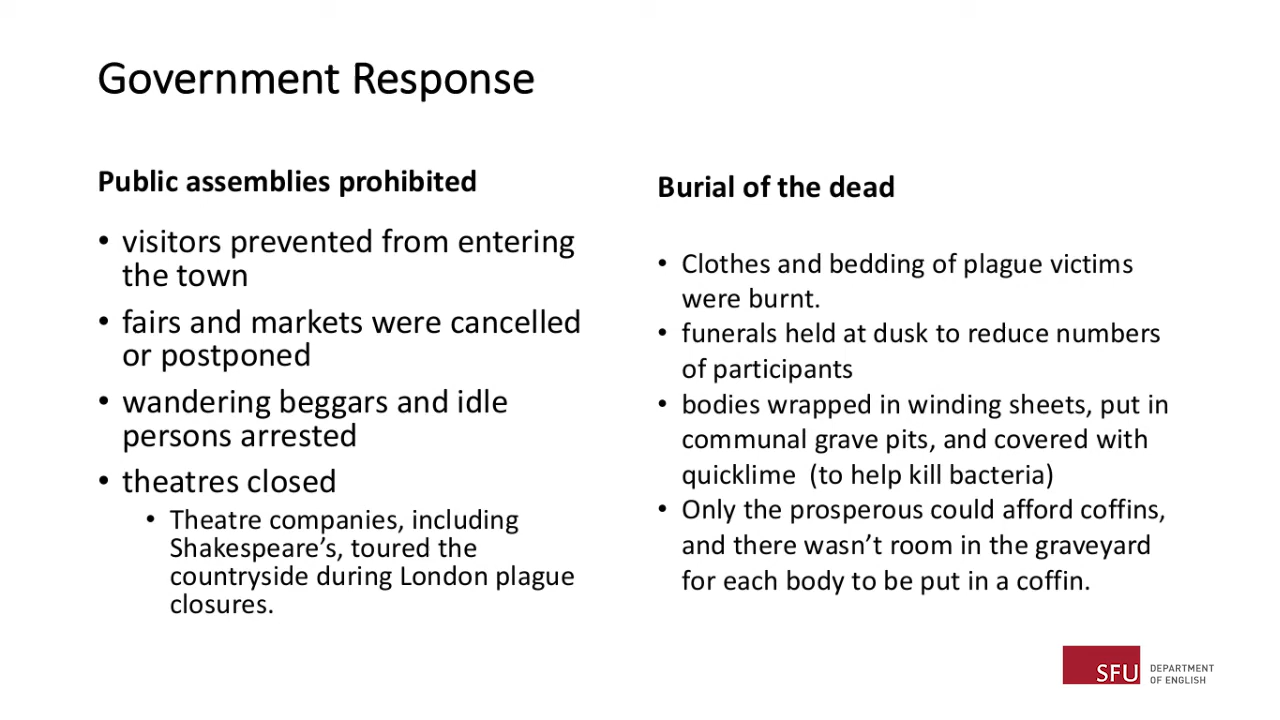 Government Response
Public assemblies prohibited
• visitors prevented from entering
the town
• fairs and markets were cancelled
or postponed
• wandering beggars and idle
persons arrested
• theatres closed
• Theatre companies, including
Shakespeare’s, toured the
countryside during London plague
closures.
Burial of the dead
• Clothes and bedding of plague victims
were burnt.
• funerals held at dusk to reduce numbers
of participants
• bodies wrapped in winding sheets, put in
communal grave pits, and covered with
quicklime  (to help kill bacteria)
• Only the prosperous could afford coffins,
and there wasn’t room in the graveyard
for each body to be put in a coffin.
SFU
DEPARTMENT
OF ENGLISH